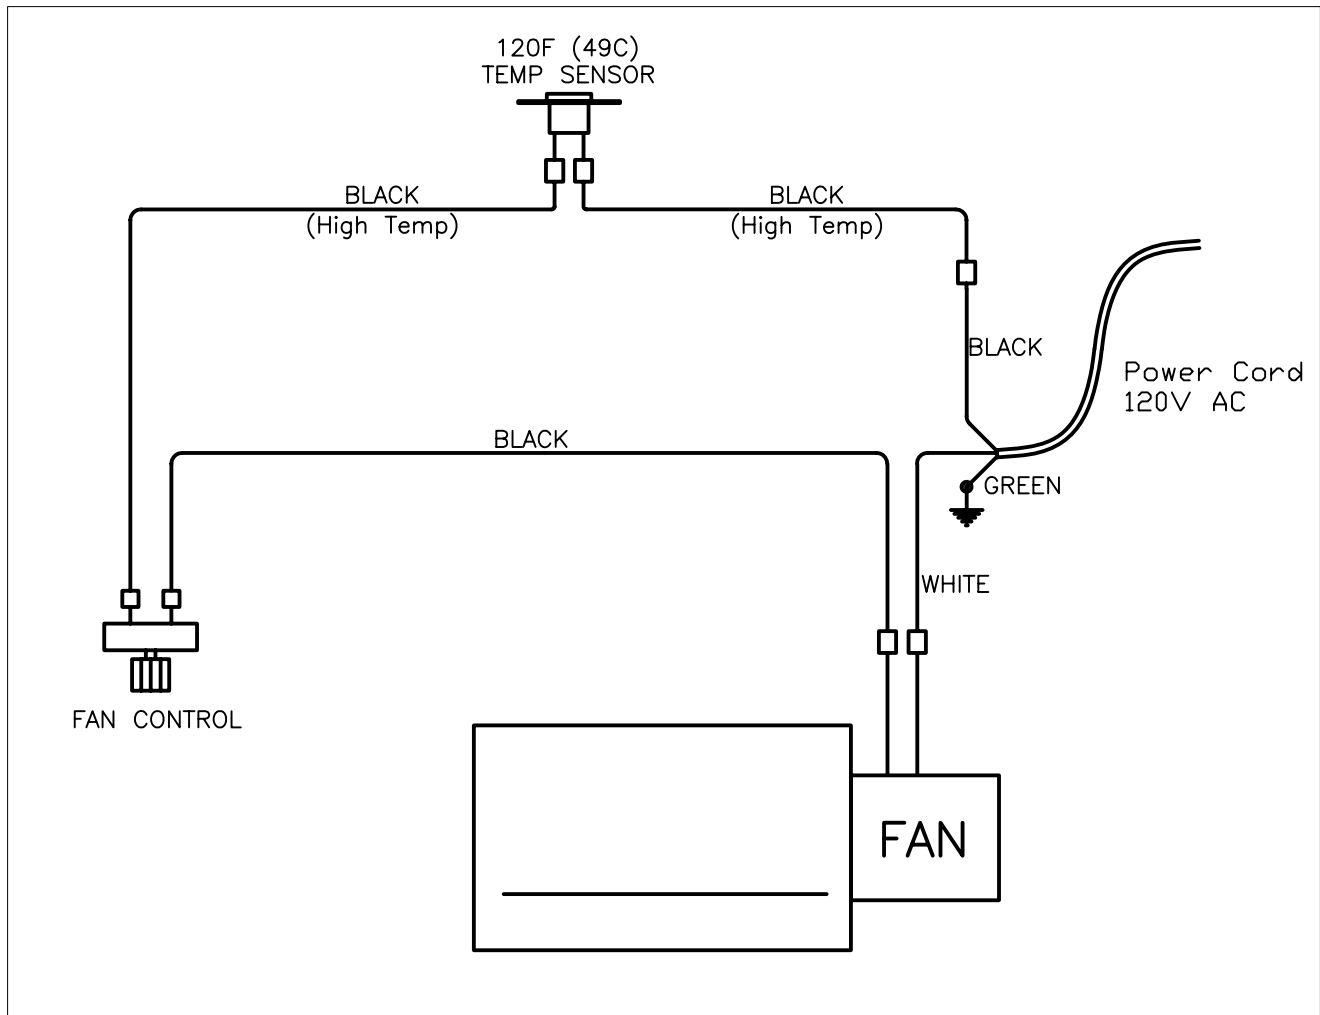 120F (49C)
TEMP SENSOR
BLACK
(High Temp)
BLACK
(High Temp)
BLACK
Power Cord
120V AC
BLACK
GREEN
WHITE
FAN CONTROL
FAN